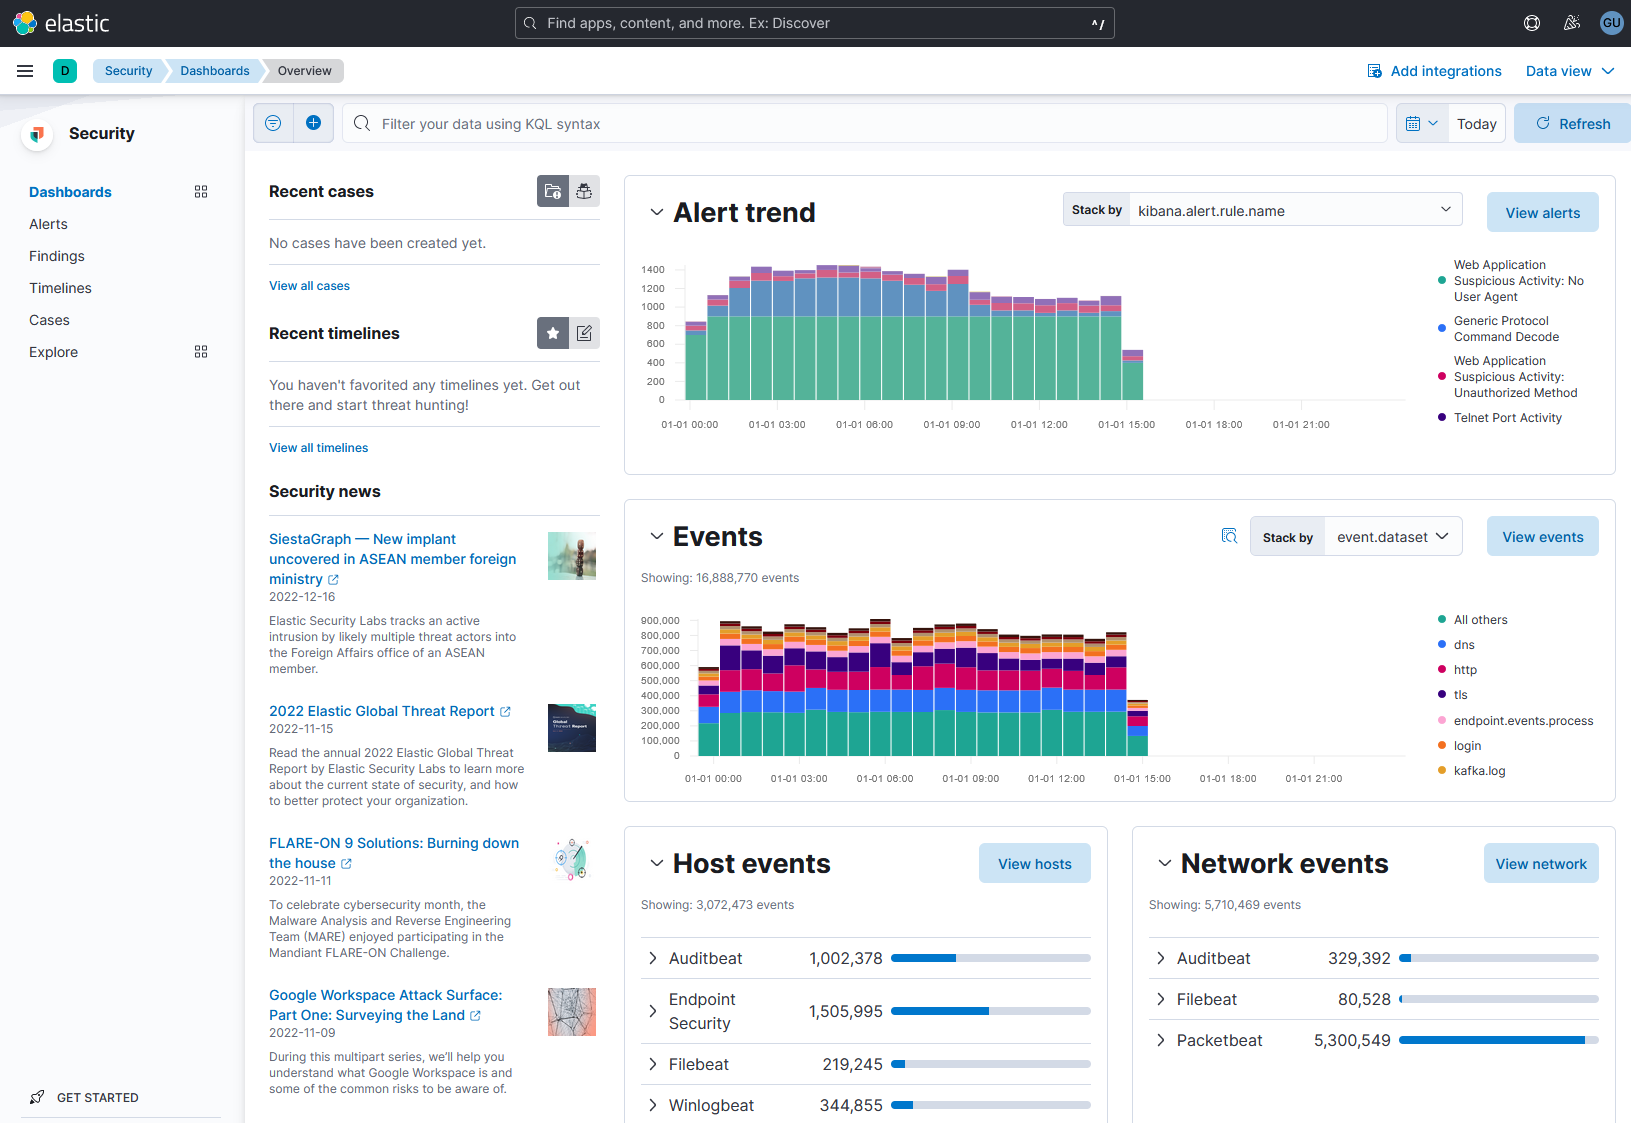 elastic
Find apps, content, and more. Ex: Discover
^/
GU
D
Security
Dashboards
Overview
Add integrations
Data view
Security
Dashboards
Alerts
Findings
Timelines
Cases
Explore
GET STARTED
Filter your data using KQL syntax
Today
Refresh
Recent cases
No cases have been created yet.
View all cases
Recent timelines
You haven't favorited any timelines yet. Get out
there and start threat hunting!
View all timelines
Security news
SiestaGraph — New implant
uncovered in ASEAN member foreign
ministry
2022-12-16
Elastic Security Labs tracks an active
intrusion by likely multiple threat actors into
the Foreign Affairs office of an ASEAN
member.
2022 Elastic Global Threat Report
2022-11-15
Read the annual 2022 Elastic Global Threat
Report by Elastic Security Labs to learn more
about the current state of security, and how
to better protect your organization.
Global
Threat Report
FLARE-ON 9 Solutions: Burning down
the house
2022-11-11
To celebrate cybersecurity month, the
Malware Analysis and Reverse Engineering
Team (MARE) enjoyed participating in the
Mandiant FLARE-ON Challenge.
Google Workspace Attack Surface:
Part One: Surveying the Land
2022-11-09
During this multipart series, we'll help you
understand what Google Workspace is and
some of the common risks to be aware of.
Alert trend
Stack by
kibana.alert.rule.name
View alerts
1400
1200
1000
800
600
400
200
0
01-01 00:00
01-01 03:00
01-01 06:00
01-01 09:00
01-01 12:00
01-01 15:00
01-01 18:00
01-01 21:00
Web Application
Suspicious Activity: No
User Agent
Generic Protocol
Command Decode
Web Application
Suspicious Activity:
Unauthorized Method
Telnet Port Activity
Events
Stack by
event.dataset
View events
Showing: 16,888,770 events
900,000
800,000
700,000
600,000
500,000
400,000
300,000
200,000
100,000
0
01-01 00:00
01-01 03:00
01-01 06:00
01-01 09:00
01-01 12:00
01-01 15:00
01-01 18:00
01-01 21:00
All others
dns
http
tls
endpoint.events.process
login
kafka.log
Host events
View hosts
Showing: 3,072,473 events
Auditbeat 1,002,378
Endpoint
Security 1,505,995
Filebeat 219,245
Winlogbeat 344,855
Network events
View network
Showing: 5,710,469 events
Auditbeat 329,392
Filebeat 80,528
Packetbeat 5,300,549